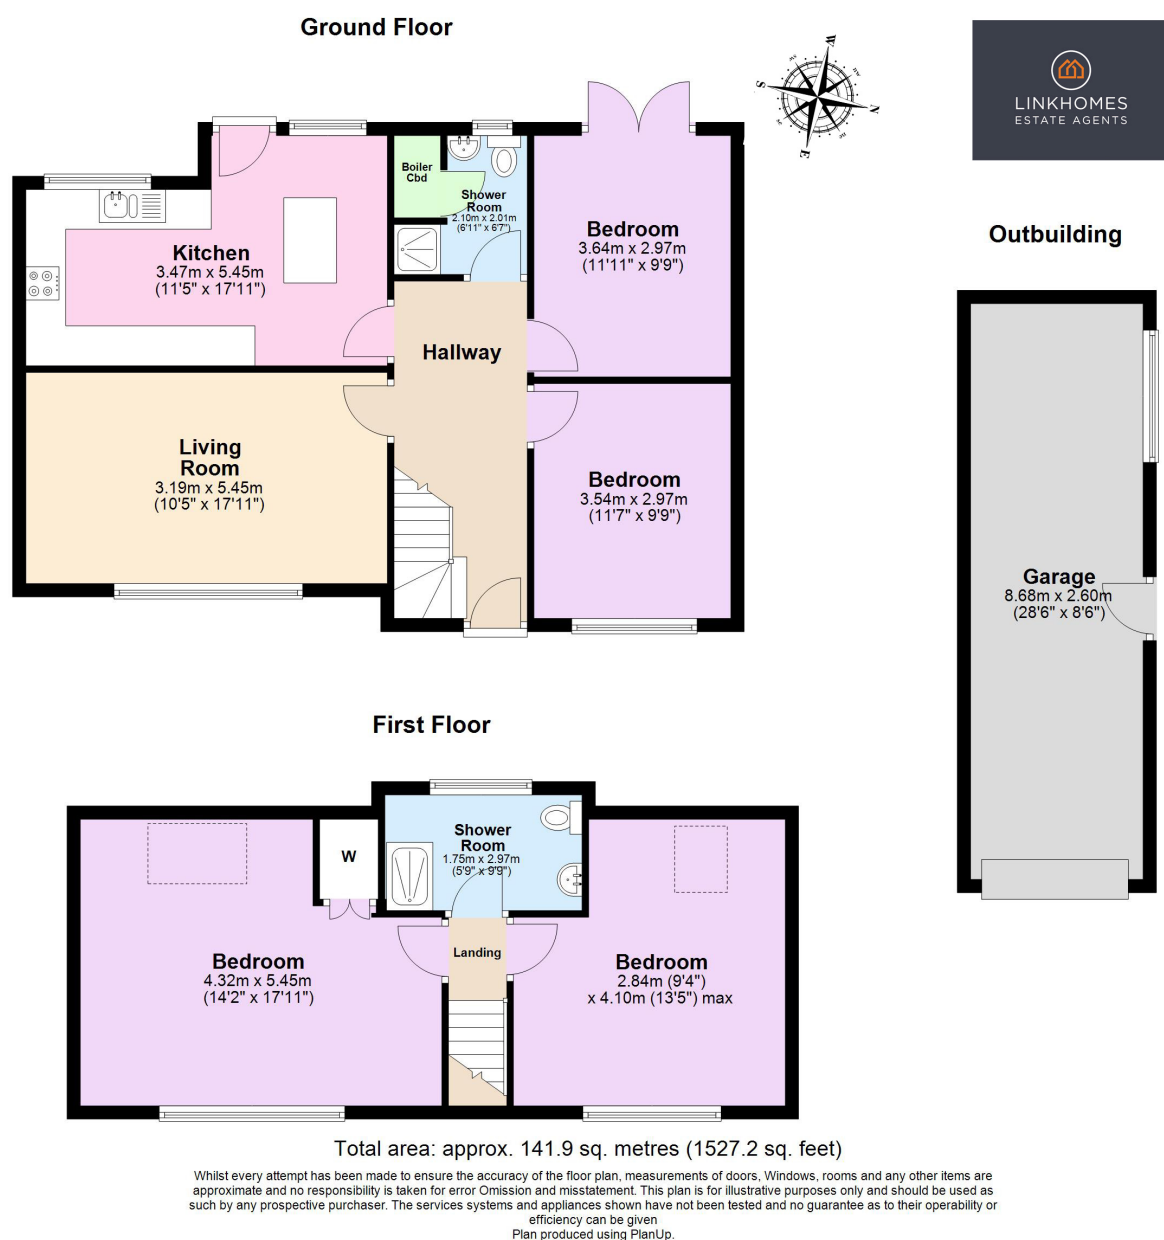 Ground Floor
W
S
N
E
LINKHOMES
ESTATE AGENTS
Boiler
Cbd
Shower
Room
2.10m x 2.01m
(6'11" x 6'7")
Kitchen
3.47m x 5.45m
(11'5" x 17'11")
Bedroom
3.64m x 2.97m
(11'11" x 9'9")
Hallway
Living
Room
3.19m x 5.45m
(10'5" x 17'11")
Bedroom
3.54m x 2.97m
(11'7" x 9'9")
Outbuilding
Garage
8.68m x 2.60m
(28'6" x 8'6")
First Floor
W
Shower
Room
1.75m x 2.97m
(5'9" x 9'9")
Landing
Bedroom
4.32m x 5.45m
(14'2" x 17'11")
Bedroom
2.84m (9'4")
x 4.10m (13'5") max
Total area: approx. 141.9 sq. metres (1527.2 sq. feet)
Whilst every attempt has been made to ensure the accuracy of the floor plan, measurements of doors, Windows, rooms and any other items are
approximate and no responsibility is taken for error Omission and misstatement. This plan is for illustrative purposes only and should be used as
such by any prospective purchaser. The services systems and appliances shown have not been tested and no guarantee as to their operability or
efficiency can be given
Plan produced using PlanUp.